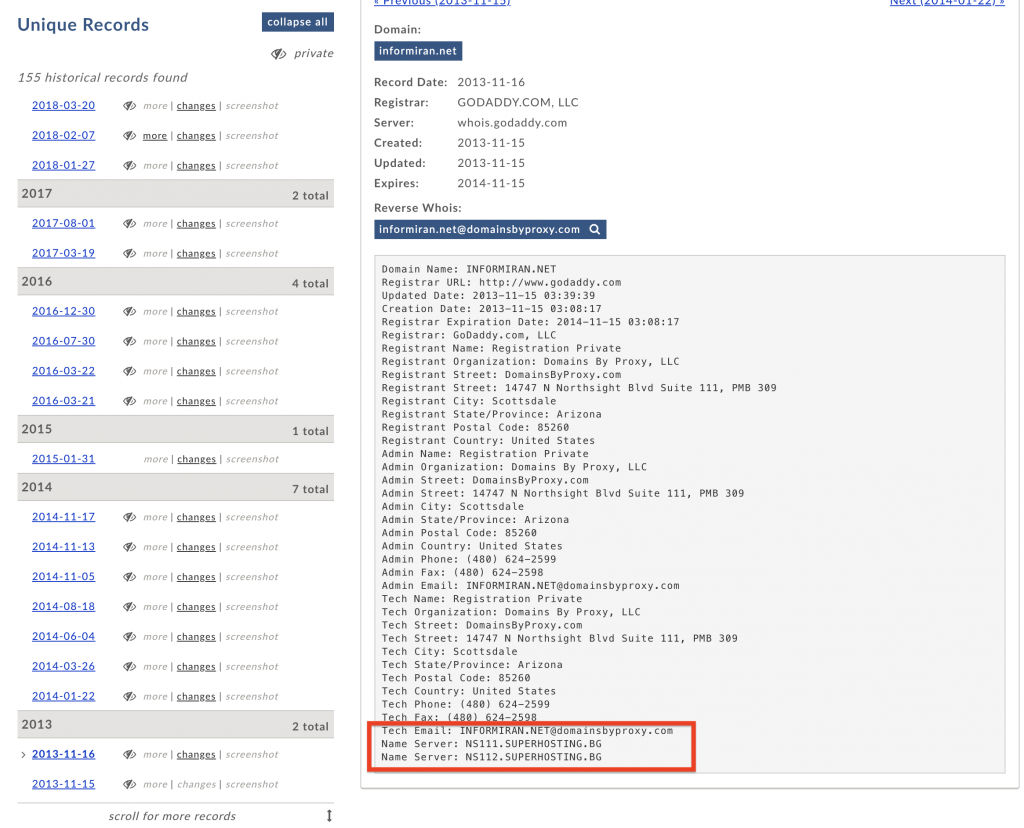 Unique Records
collapse all
private
155 historical records found
2018-03-20 more | changes | screenshot
2018-02-07 more | changes | screenshot
2018-01-27 more | changes | screenshot
2017 2 total
2017-08-01 more | changes | screenshot
2017-03-19 more | changes | screenshot
2016 4 total
2016-12-30 more | changes | screenshot
2016-07-30 more | changes | screenshot
2016-03-22 more | changes | screenshot
2016-03-21 more | changes | screenshot
2015 1 total
2015-01-31 more | changes | screenshot
2014 7 total
2014-11-17 more | changes | screenshot
2014-11-13 more | changes | screenshot
2014-11-05 more | changes | screenshot
2014-08-18 more | changes | screenshot
2014-06-04 more | changes | screenshot
2014-03-26 more | changes | screenshot
2014-01-22 more | changes | screenshot
2013 2 total
> 2013-11-16 more | changes | screenshot
2013-11-15 more | changes | screenshot
scroll for more records
« Previous (2013-11-15) Next (2014-01-22) »
Domain:
informiran.net
Record Date: 2013-11-16
Registrar: GODADDY.COM, LLC
Server: whois.godaddy.com
Created: 2013-11-15
Updated: 2013-11-15
Expires: 2014-11-15
Reverse Whois:
informiran.net@domainsbyproxy.com
Domain Name: INFORMIRAN.NET
Registrar URL: http://www.godaddy.com
Updated Date: 2013-11-15 03:39:39
Creation Date: 2013-11-15 03:08:17
Registrar Expiration Date: 2014-11-15 03:08:17
Registrar: GoDaddy.com, LLC
Registrant Name: Registration Private
Registrant Organization: Domains By Proxy, LLC
Registrant Street: DomainsByProxy.com
Registrant Street: 14747 N Northsight Blvd Suite 111, PMB 309
Registrant City: Scottsdale
Registrant State/Province: Arizona
Registrant Postal Code: 85260
Registrant Country: United States
Admin Name: Registration Private
Admin Organization: Domains By Proxy, LLC
Admin Street: DomainsByProxy.com
Admin Street: 14747 N Northsight Blvd Suite 111, PMB 309
Admin City: Scottsdale
Admin State/Province: Arizona
Admin Postal Code: 85260
Admin Country: United States
Admin Phone: (480) 624-2599
Admin Fax: (480) 624-2598
Admin Email: INFORMIRAN.NET@domainsbyproxy.com
Tech Name: Registration Private
Tech Organization: Domains By Proxy, LLC
Tech Street: DomainsByProxy.com
Tech Street: 14747 N Northsight Blvd Suite 111, PMB 309
Tech City: Scottsdale
Tech State/Province: Arizona
Tech Postal Code: 85260
Tech Country: United States
Tech Phone: (480) 624-2599
Tech Fax: (480) 624-2598
Tech Email: INFORMIRAN.NET@domainsbyproxy.com
Name Server: NS111.SUPERHOSTING.BG
Name Server: NS112.SUPERHOSTING.BG